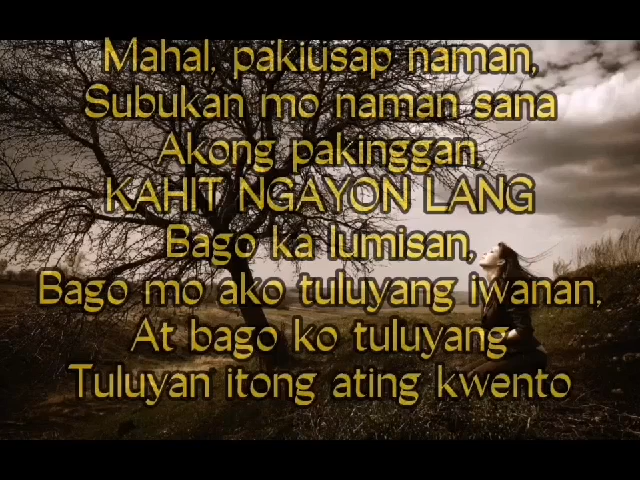 Mahal, pakiusap naman,
Subukan mo naman sana
Akong pakinggan,
KAHIT NGAYON LANG
Bago ka lumisan,
Bago mo ako tuluyang iwanan,
At bago ko tuluyang
Tuluyan itong ating kwento